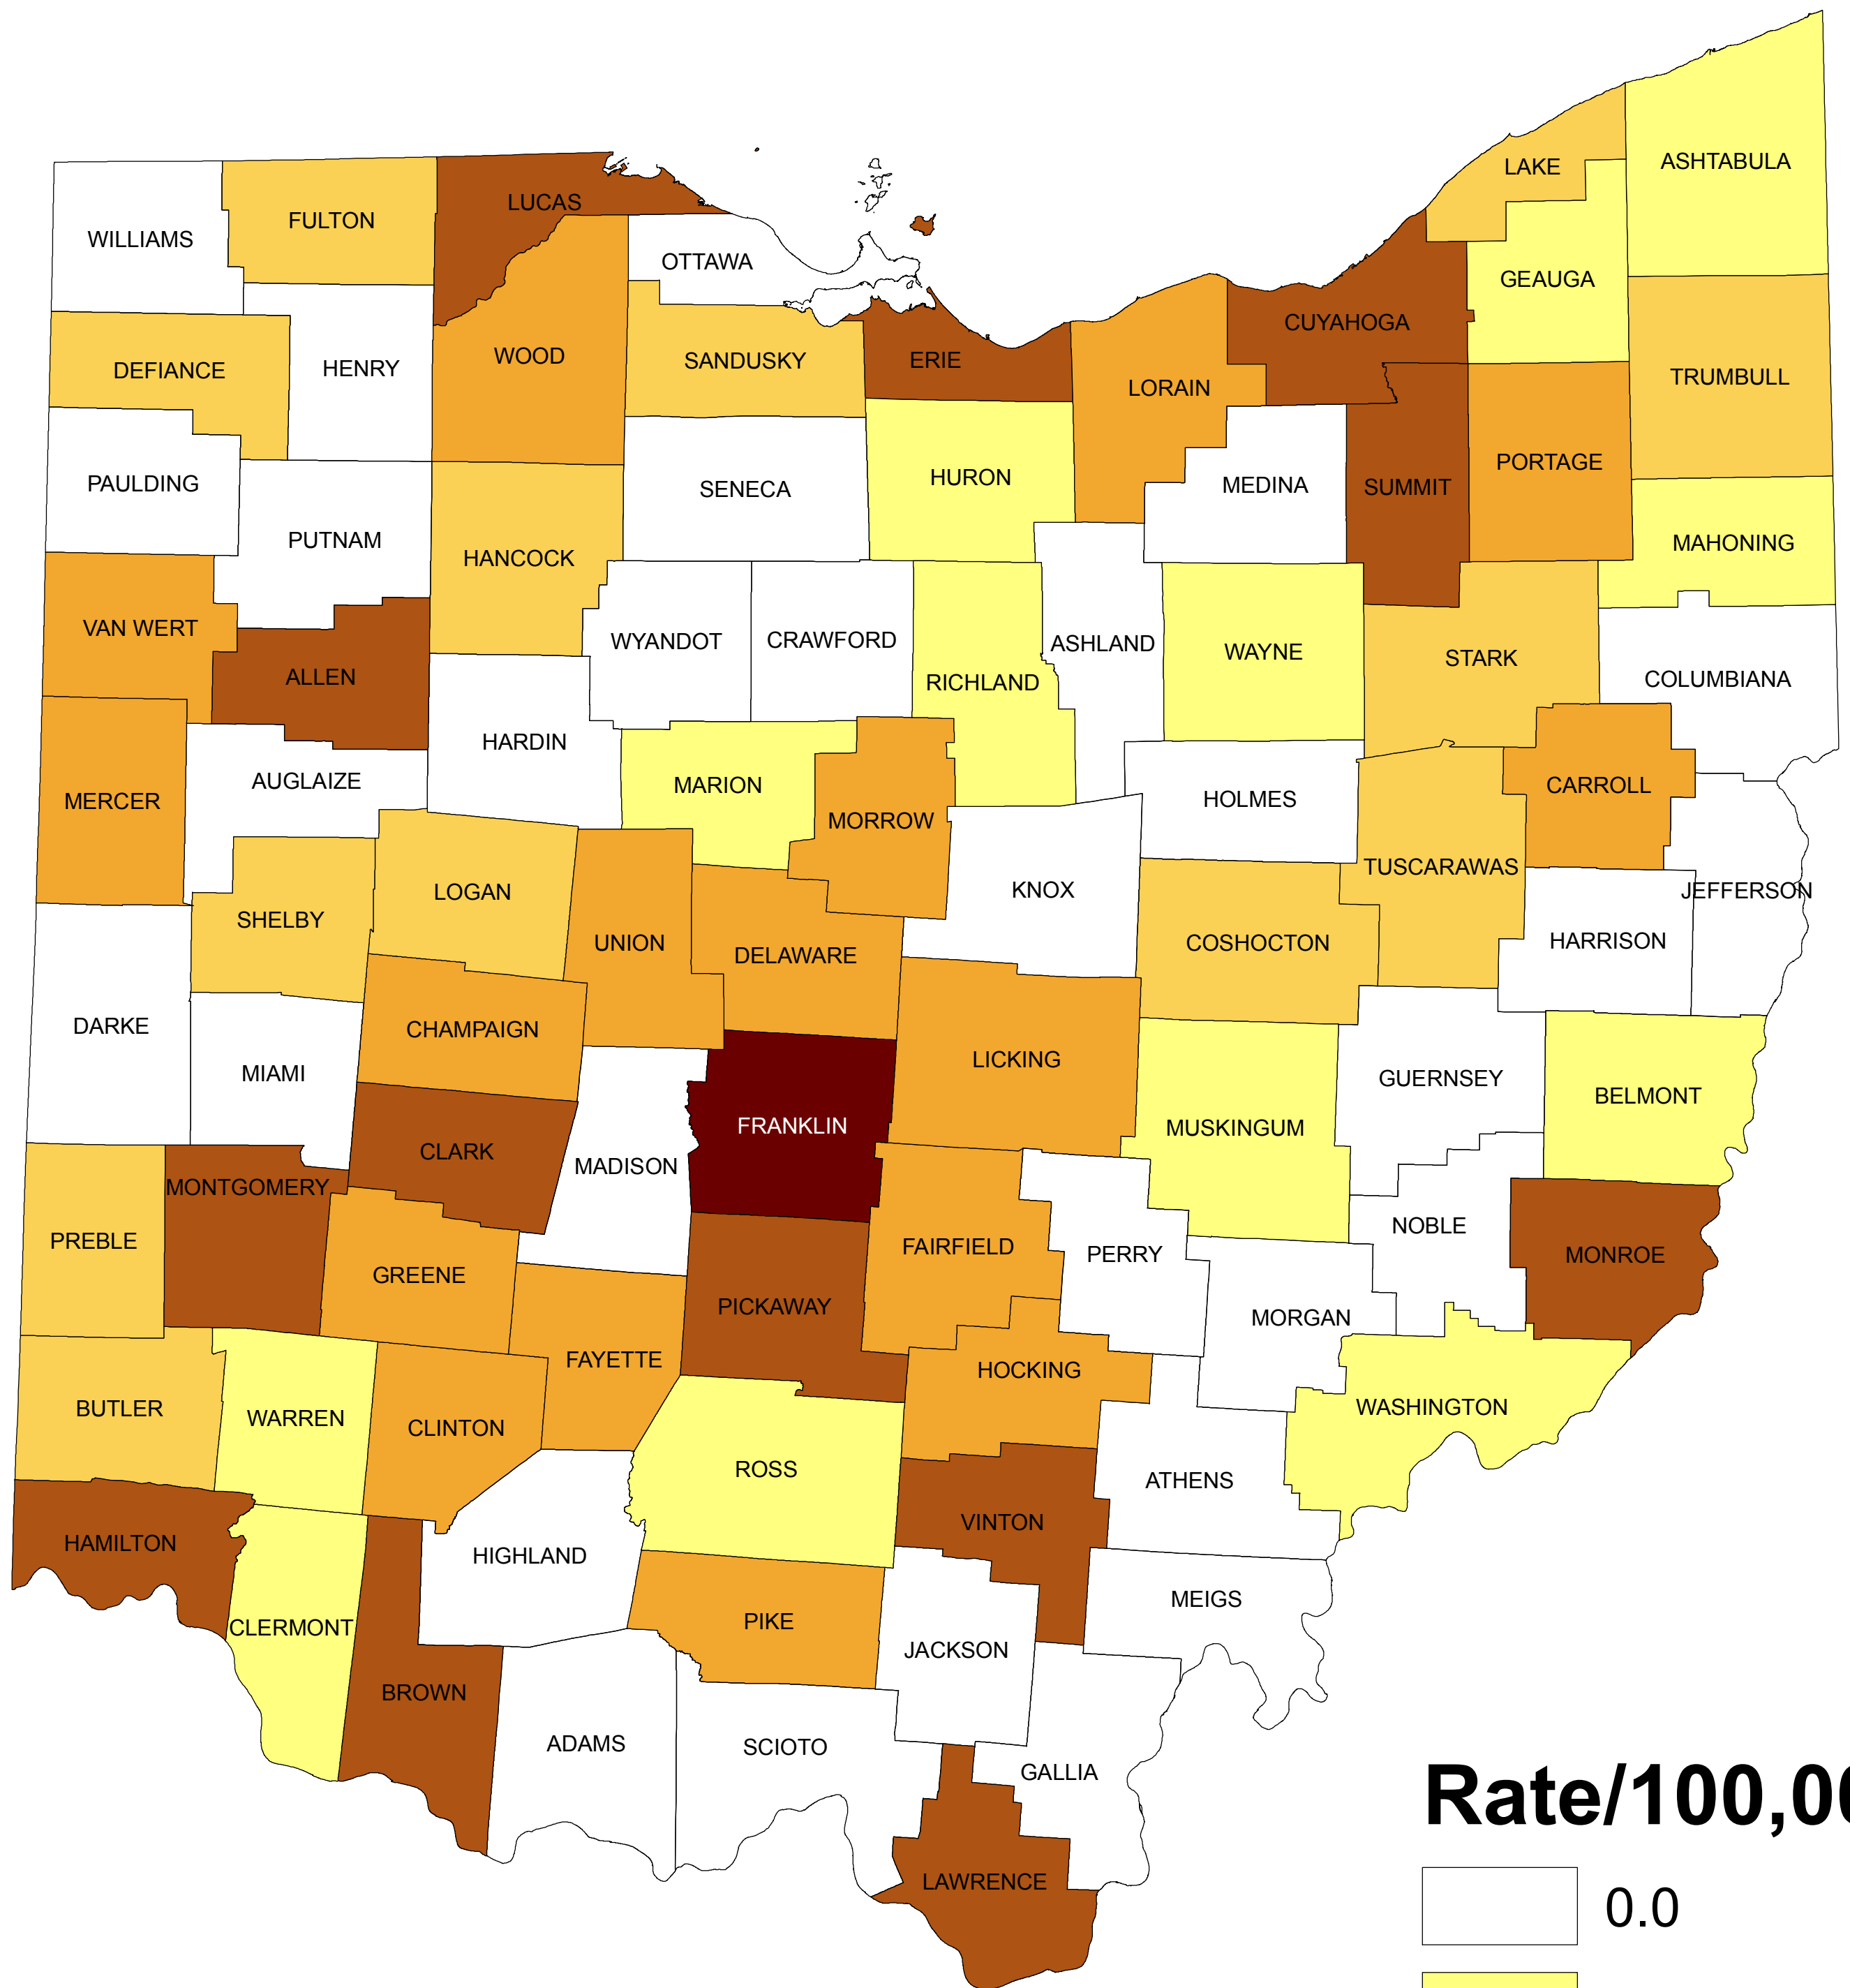 ASHTABULA
LAKE
LUCAS
FULTON
WILLIAMS
OTTAWA
GEAUGA
CUYAHOGA
WOOD
SANDUSKY
ERIE
HENRY
DEFIANCE
TRUMBULL
LORAIN
PORTAGE
HURON
PAULDING
SENECA
MEDINA
SUMMIT
PUTNAM
MAHONING
HANCOCK
VAN WERT
WYANDOT
CRAWFORD
ASHLAND
WAYNE
STARK
ALLEN
RICHLAND
COLUMBIANA
HARDIN
AUGLAIZE
MARION
CARROLL
MERCER
HOLMES
MORROW
TUSCARAWAS
LOGAN
KNOX
JEFFERSON
SHELBY
UNION
COSHOCTON
HARRISON
DELAWARE
DARKE
CHAMPAIGN
LICKING
MIAMI
GUERNSEY
BELMONT
FRANKLIN
MUSKINGUM
CLARK
MADISON
MONTGOMERY
NOBLE
PREBLE
FAIRFIELD
PERRY
MONROE
GREENE
PICKAWAY
MORGAN
FAYETTE
HOCKING
BUTLER
WASHINGTON
WARREN
CLINTON
ROSS
ATHENS
VINTON
HAMILTON
HIGHLAND
MEIGS
PIKE
CLERMONT
JACKSON
BROWN
ADAMS
SCIOTO
GALLIA
LAWRENCE
Rate/100,00
0.0